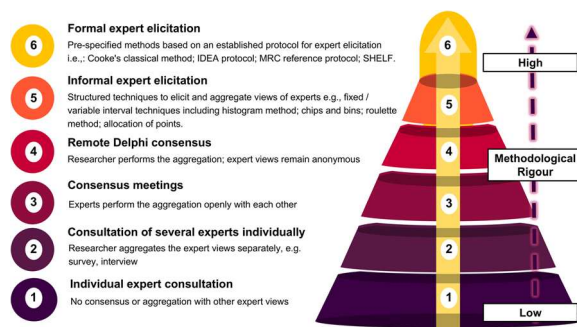 6
Formal expert elicitation
Pre-specified methods based on an established protocol for expert elicitation
i.e.,: Cooke's classical method; IDEA protocol; MRC reference protocol; SHELF.
5
Informal expert elicitation
Structured techniques to elicit and aggregate views of experts e.g., fixed /
variable interval techniques including histogram method; chips and bins; roulette
method; allocation of points.
4
Remote Delphi consensus
Researcher performs the aggregation; expert views remain anonymous
3
Consensus meetings
Experts perform the aggregation openly with each other
2
Consultation of several experts individually
Researcher aggregates the expert views separately, e.g.
survey, interview
1
Individual expert consultation
No consensus or aggregation with other expert views
6
5
4
3
2
1
High
Methodological
Rigour
Low